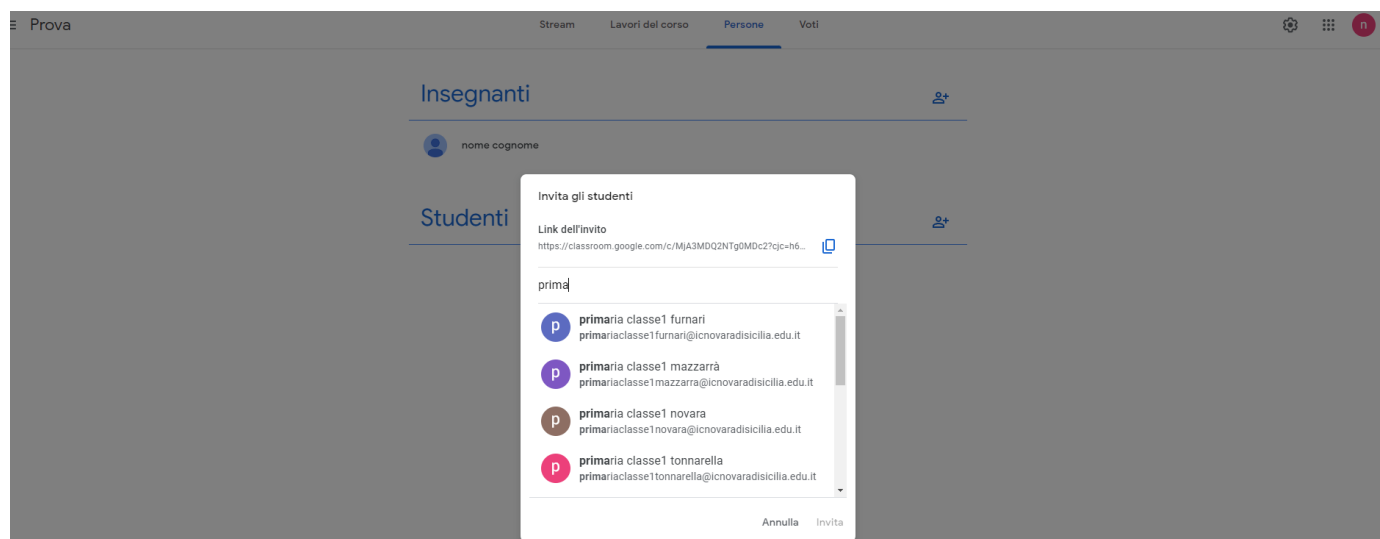 Prova
Stream Lavori del corso Persone Voti
n
Insegnanti
nome cognome
Studenti
Invita gli studenti
Link dell'invito
https://classroom.google.com/c/MjA3MDQ2NTg0MDc2?cjc=h6...
prima
p
primaria classe1 furnari
primariaclasse1furnari@icnovaradisicilia.edu.it
p
primaria classe1 mazzarrà
primariaclasse1mazzarra@icnovaradisicilia.edu.it
p
primaria classe1 novara
primariaclasse1novara@icnovaradisicilia.edu.it
p
primaria classe1 tonnarella
primariaclasse1tonnarella@icnovaradisicilia.edu.it
Annulla Invita